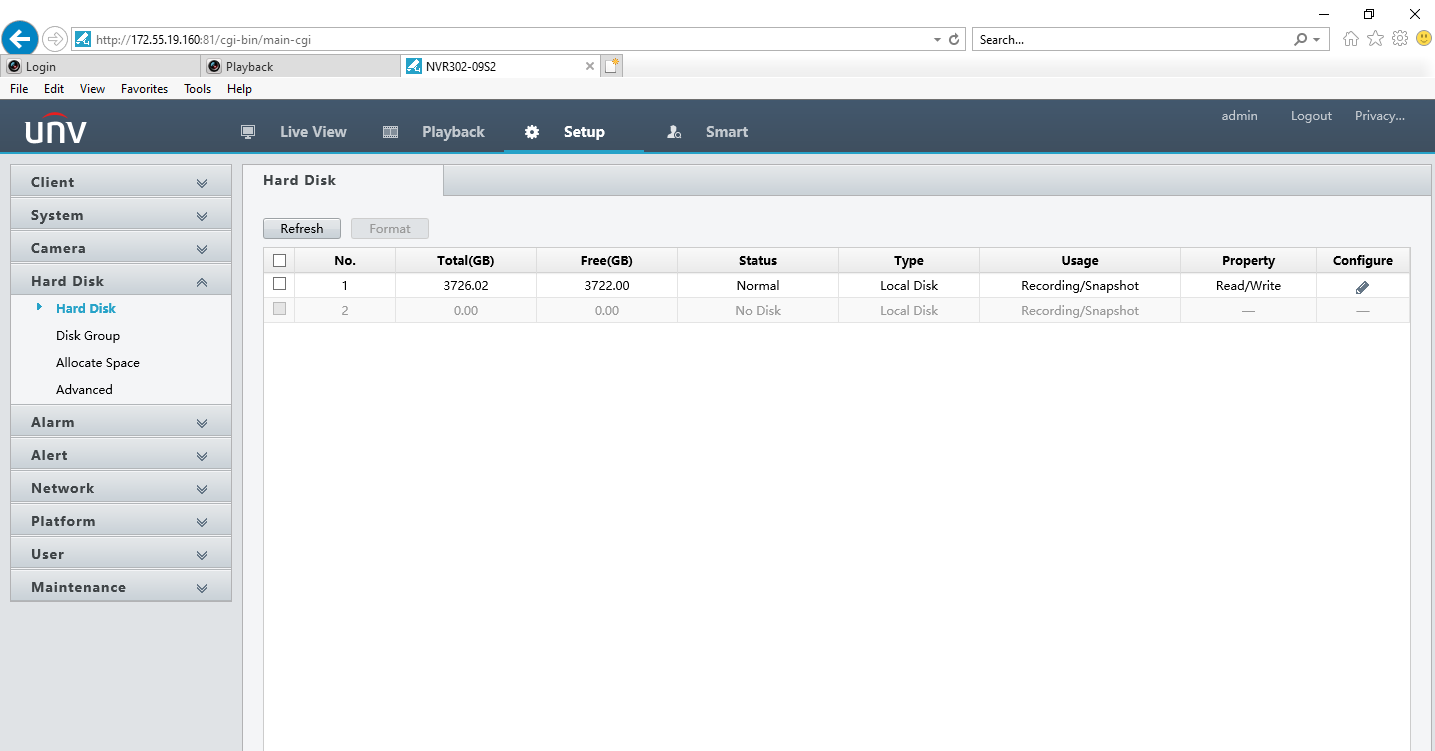 http://172.55.19.160:81/cgi-bin/main-cgi
Search...
Login
Playback
NVR302-09S2
File Edit View Favorites Tools Help
unv
Live View
Playback
Setup
Smart
admin
Logout
Privacy...
Client
System
Camera
Hard Disk
Hard Disk
Disk Group
Allocate Space
Advanced
Alarm
Alert
Network
Platform
User
Maintenance
Hard Disk
Refresh Format
No. Total(GB) Free(GB) Status Type Usage Property Configure
1 3726.02 3722.00 Normal Local Disk Recording/Snapshot Read/Write
2 0.00 0.00 No Disk Local Disk Recording/Snapshot — —